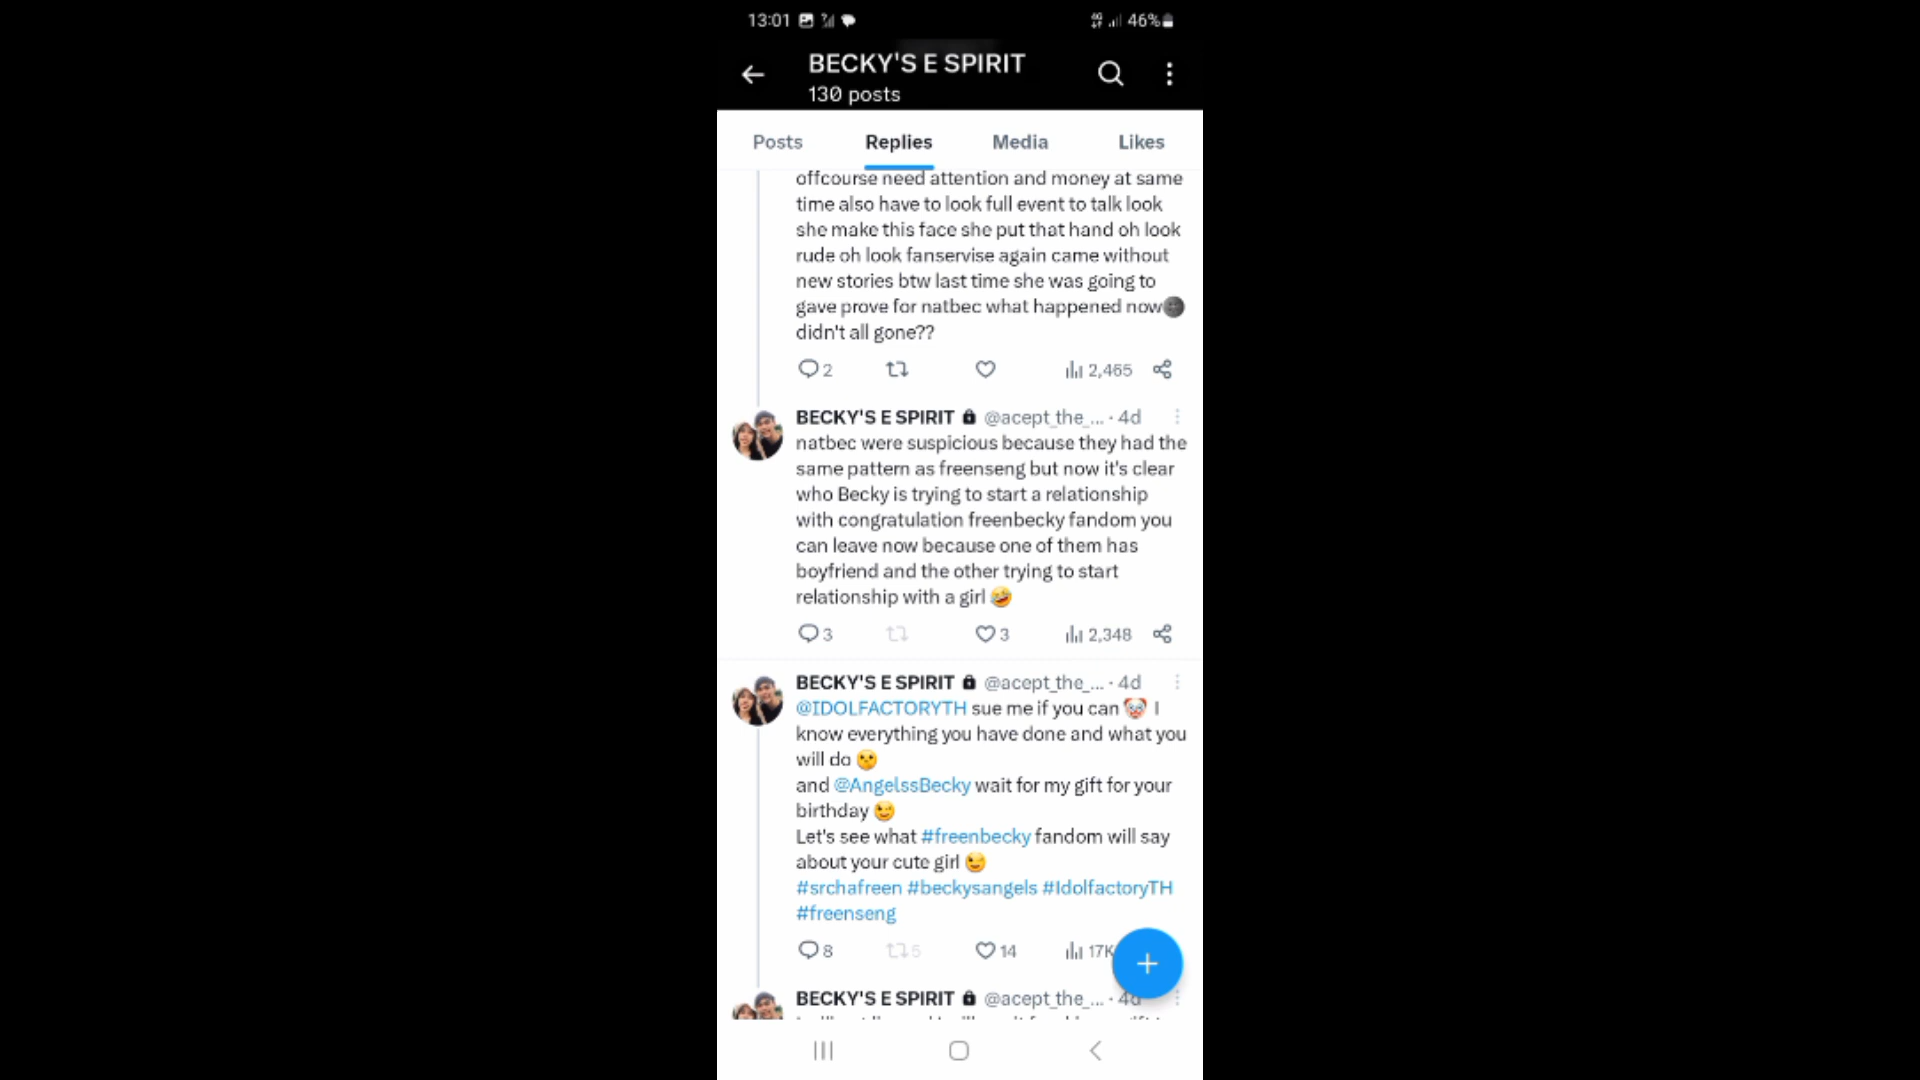 13:01
46%
BECKY'S E SPIRIT
130 posts
Posts Replies Media Likes
offcourse need attention and money at same
time also have to look full event to talk look
she make this face she put that hand oh look
rude oh look fanservise again came without
new stories btw last time she was going to
gave prove for natbec what happened now
didn't all gone??
2 2,465
BECKY'S E SPIRIT @acept_the_... · 4d
natbec were suspicious because they had the
same pattern as freenseng but now it's clear
who Becky is trying to start a relationship
with congratulation freenbecky fandom you
can leave now because one of them has
boyfriend and the other trying to start
relationship with a girl 🤣
3 3 2,348
BECKY'S E SPIRIT @acept_the_... · 4d
@IDOLFACTORYTH sue me if you can 🤡 I
know everything you have done and what you
will do 🤫
and @AngelssBecky wait for my gift for your
birthday 😉
Let's see what #freenbecky fandom will say
about your cute girl 😉
#srchafreen #beckysangels #IdolfactoryTH
#freenseng
8 5 14 17K
BECKY'S E SPIRIT @acept_the_... · 4d